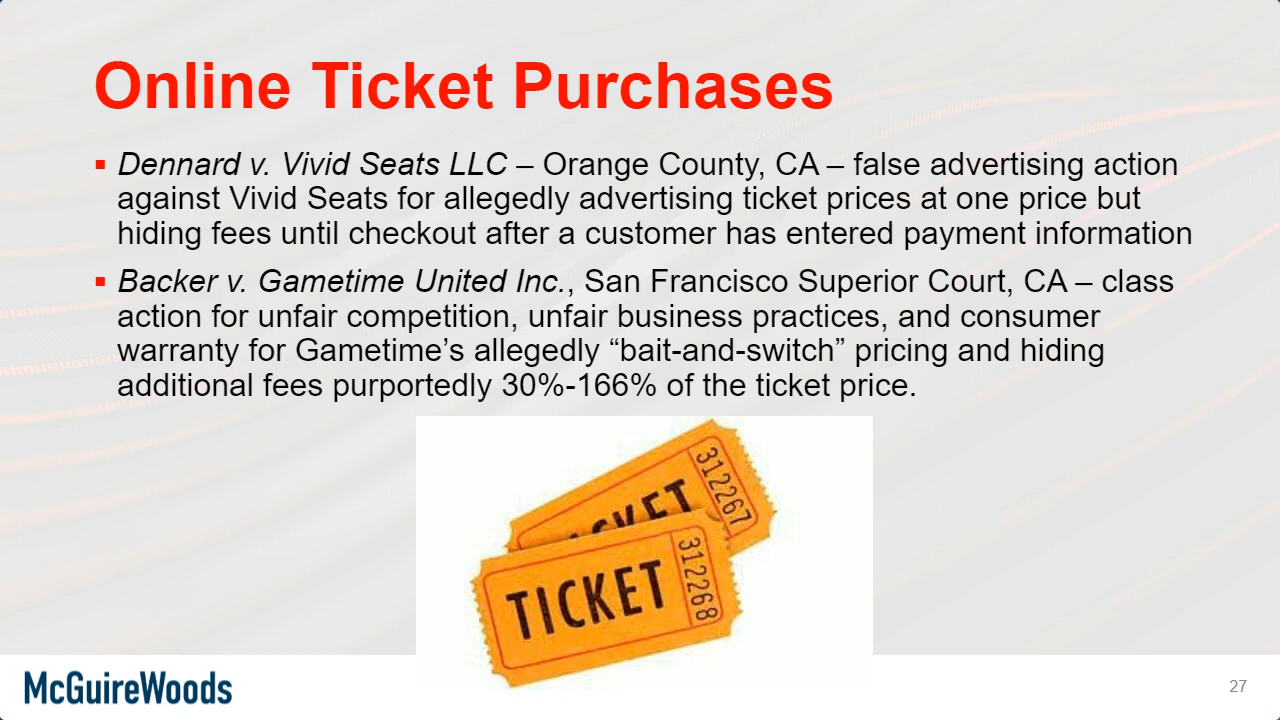 Online Ticket Purchases
▪ Dennard v. Vivid Seats LLC – Orange County, CA – false advertising action
against Vivid Seats for allegedly advertising ticket prices at one price but
hiding fees until checkout after a customer has entered payment information
▪ Backer v. Gametime United Inc., San Francisco Superior Court, CA – class
action for unfair competition, unfair business practices, and consumer
warranty for Gametime’s allegedly “bait-and-switch” pricing and hiding
additional fees purportedly 30%-166% of the ticket price.
312267
TICKET
312268
McGuireWoods
27